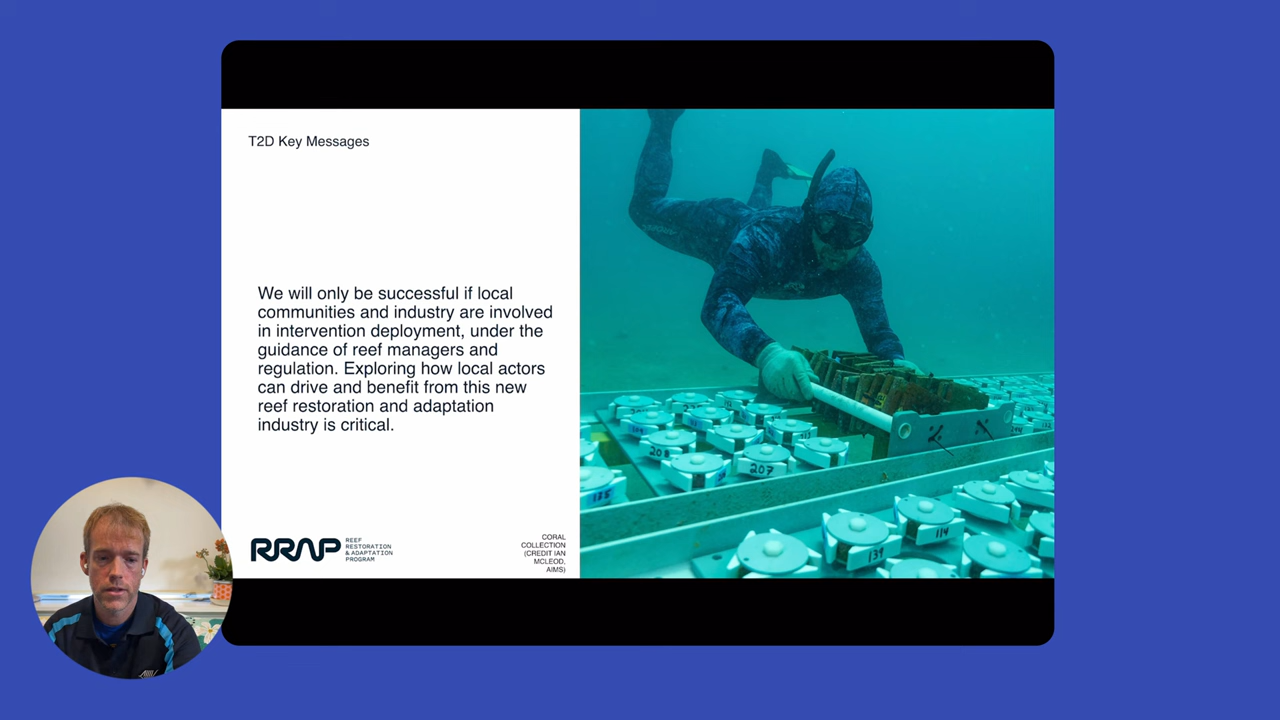 T2D Key Messages
We will only be successful if local
communities and industry are involved
in intervention deployment, under the
guidance of reef managers and
regulation. Exploring how local actors
can drive and benefit from this new
reef restoration and adaptation
industry is critical.
RRAP
REEF
RESTORATION
& ADAPTATION
PROGRAM
CORAL
COLLECTION
(CREDIT IAN
MCLEOD,
AIMS)
208
207
139
114